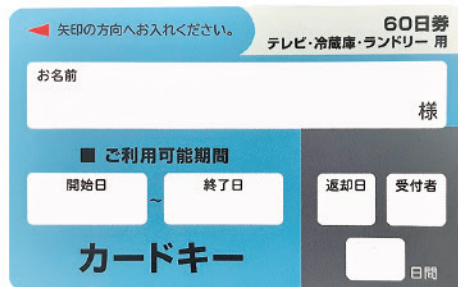 ◀ 矢印の方向へお入れください。
60日券
テレビ・冷蔵庫・ランドリー 用
お名前
様
■ ご利用可能期間
開始日 ~ 終了日
返却日 受付者
カードキー
日間